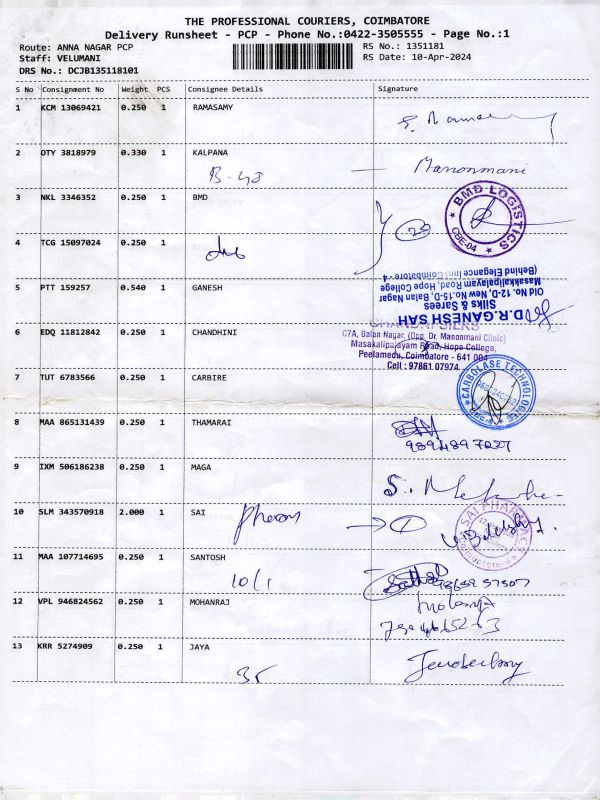 THE PROFESSIONAL COURIERS, COIMBATORE
Delivery Runsheet - PCP - Phone No.:0422-3505555 - Page No.:1
Route: ANNA NAGAR PCP
Staff: VELUMANI
DRS No.: DCJB135118101
RS No.: 1351181
RS Date: 10-Apr-2024
S No Consignment No Weight PCS Consignee Details Signature
1 KCM 13069421 0.250 1 RAMASAMY
2 OTY 3818979 0.330 1 KALPANA Manonmani
B-48
3 NKL 3346352 0.250 1 BMD
BMD LOGISTICS
CBE-04
4 TCG 15097024 0.250 1
5 PTT 159257 0.540 1 GANESH
D.R.GANESH SAH
Silks & Sarees
Old No. 12, D-2, New No.15-D, Balan Nagar
Masakkalipalayam Road, Hope College
(Behind Elegance Inn) Coimbatore - 4
6 EDQ 11812842 0.250 1 CHANDHINI
C7A, Balan Nagar, (Opp. Dr. Manonmani Clinic)
Masakalipalayam Road, Hope College,
Peelamedu, Coimbatore - 641 004
Cell : 97861 07974
7 TUT 6783566 0.250 1 CARBIRE
CARBOLASE TECHNOLOGIES
8 MAA 865131439 0.250 1 THAMARAI
9894897027
9 IXM 506186238 0.250 1 MAGA
10 SLM 343570918 2.000 1 SAI
SAI PHARMACY
11 MAA 107714695 0.250 1 SANTOSH
10/1
12 VPL 946824562 0.250 1 MOHANRAJ
13 KRR 5274909 0.250 1 JAYA
35